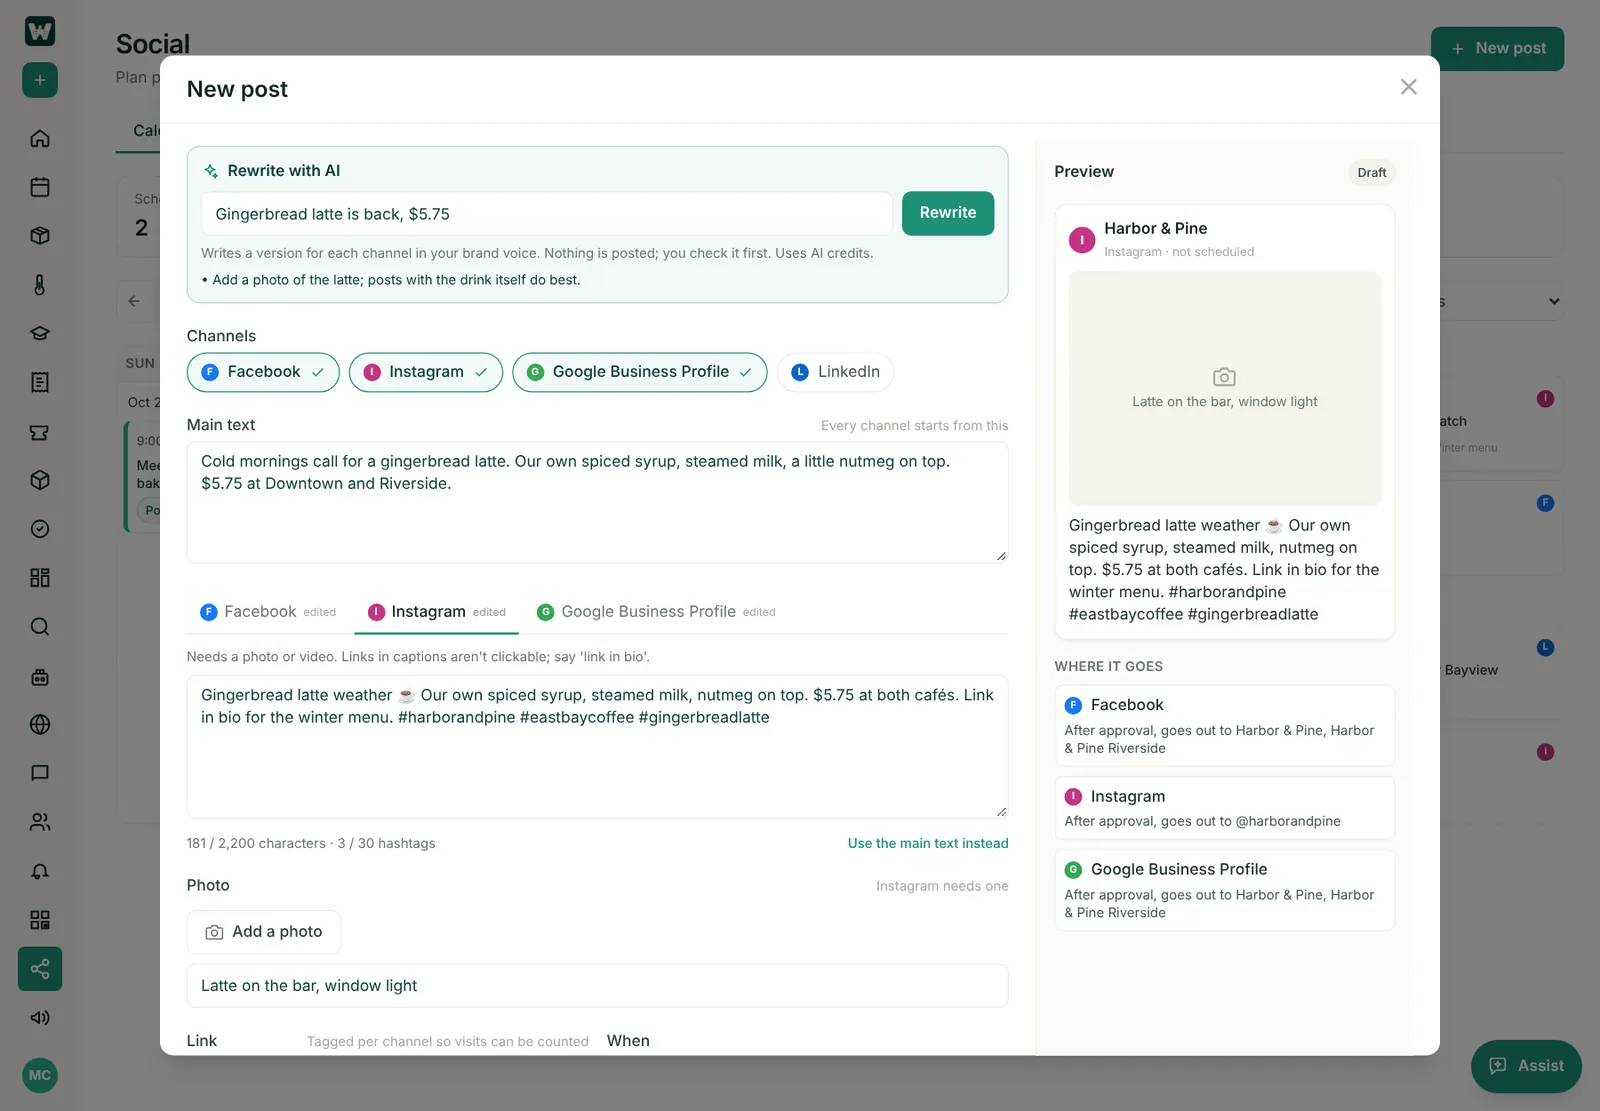 W
Social
Plan p
+ New post
Cale
Sche
2
SUN
Oct 2
9:00
Mee
bak
Po
s
atch
inter menu
r Bayview
I
F
L
I
MC
Assist
New post
Rewrite with AI
Gingerbread latte is back, $5.75
Rewrite
Writes a version for each channel in your brand voice. Nothing is posted; you check it first. Uses AI credits.
• Add a photo of the latte; posts with the drink itself do best.
Channels
F Facebook
I Instagram
G Google Business Profile
L LinkedIn
Main text
Every channel starts from this
Cold mornings call for a gingerbread latte. Our own spiced syrup, steamed milk, a little nutmeg on top.
$5.75 at Downtown and Riverside.
F Facebook edited
I Instagram edited
G Google Business Profile edited
Needs a photo or video. Links in captions aren't clickable; say 'link in bio'.
Gingerbread latte weather ☕ Our own spiced syrup, steamed milk, nutmeg on top. $5.75 at both cafés. Link
in bio for the winter menu. #harborandpine #eastbaycoffee #gingerbreadlatte
181 / 2,200 characters · 3 / 30 hashtags
Use the main text instead
Photo
Instagram needs one
Add a photo
Latte on the bar, window light
Link
Tagged per channel so visits can be counted
When
Preview
Draft
I
Harbor & Pine
Instagram · not scheduled
Latte on the bar, window light
Gingerbread latte weather ☕ Our own
spiced syrup, steamed milk, nutmeg on
top. $5.75 at both cafés. Link in bio for the
winter menu. #harborandpine
#eastbaycoffee #gingerbreadlatte
WHERE IT GOES
F Facebook
After approval, goes out to Harbor & Pine, Harbor
& Pine Riverside
I Instagram
After approval, goes out to @harborandpine
G Google Business Profile
After approval, goes out to Harbor & Pine, Harbor
& Pine Riverside